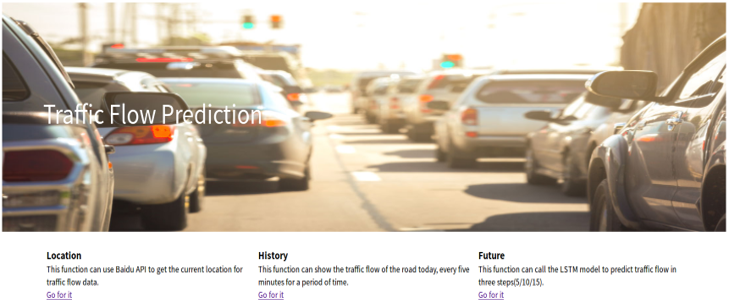 Traffic Flow Prediction
Location
This function can use Baidu API to get the current location for
traffic flow data.
Go for it
History
This function can show the traffic flow of the road today, every five
minutes for a period of time.
Go for it
Future
This function can call the LSTM model to predict traffic flow in
three steps(5/10/15).
Go for it